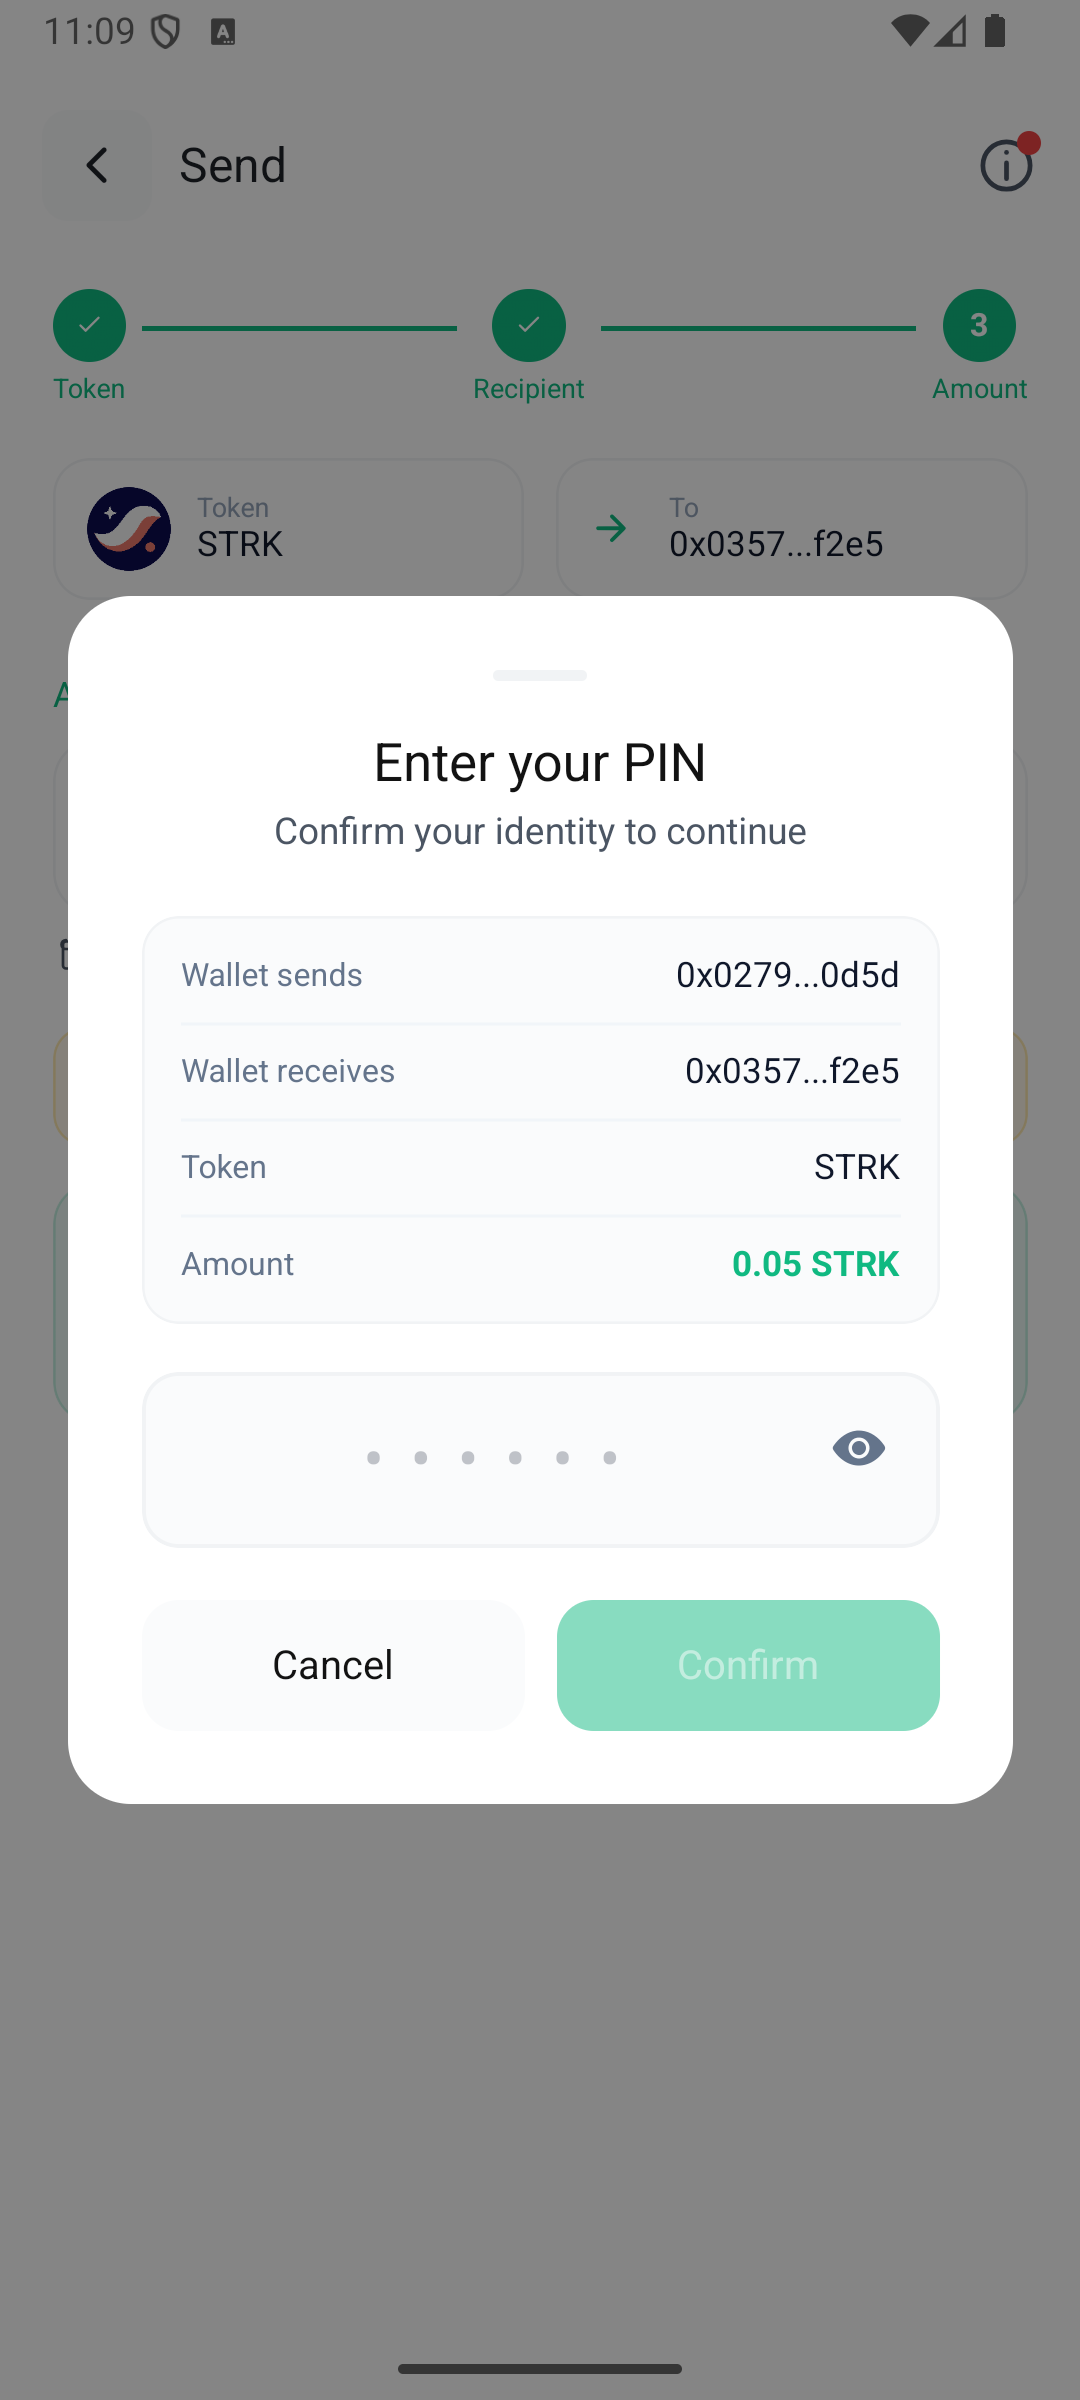 11:09
Send
3
Token
Recipient
Amount
Token
STRK
To
0x0357...f2e5
A
Enter your PIN
Confirm your identity to continue
Wallet sends
0x0279...0d5d
Wallet receives
0x0357...f2e5
Token
STRK
Amount
0.05 STRK
Cancel
Confirm